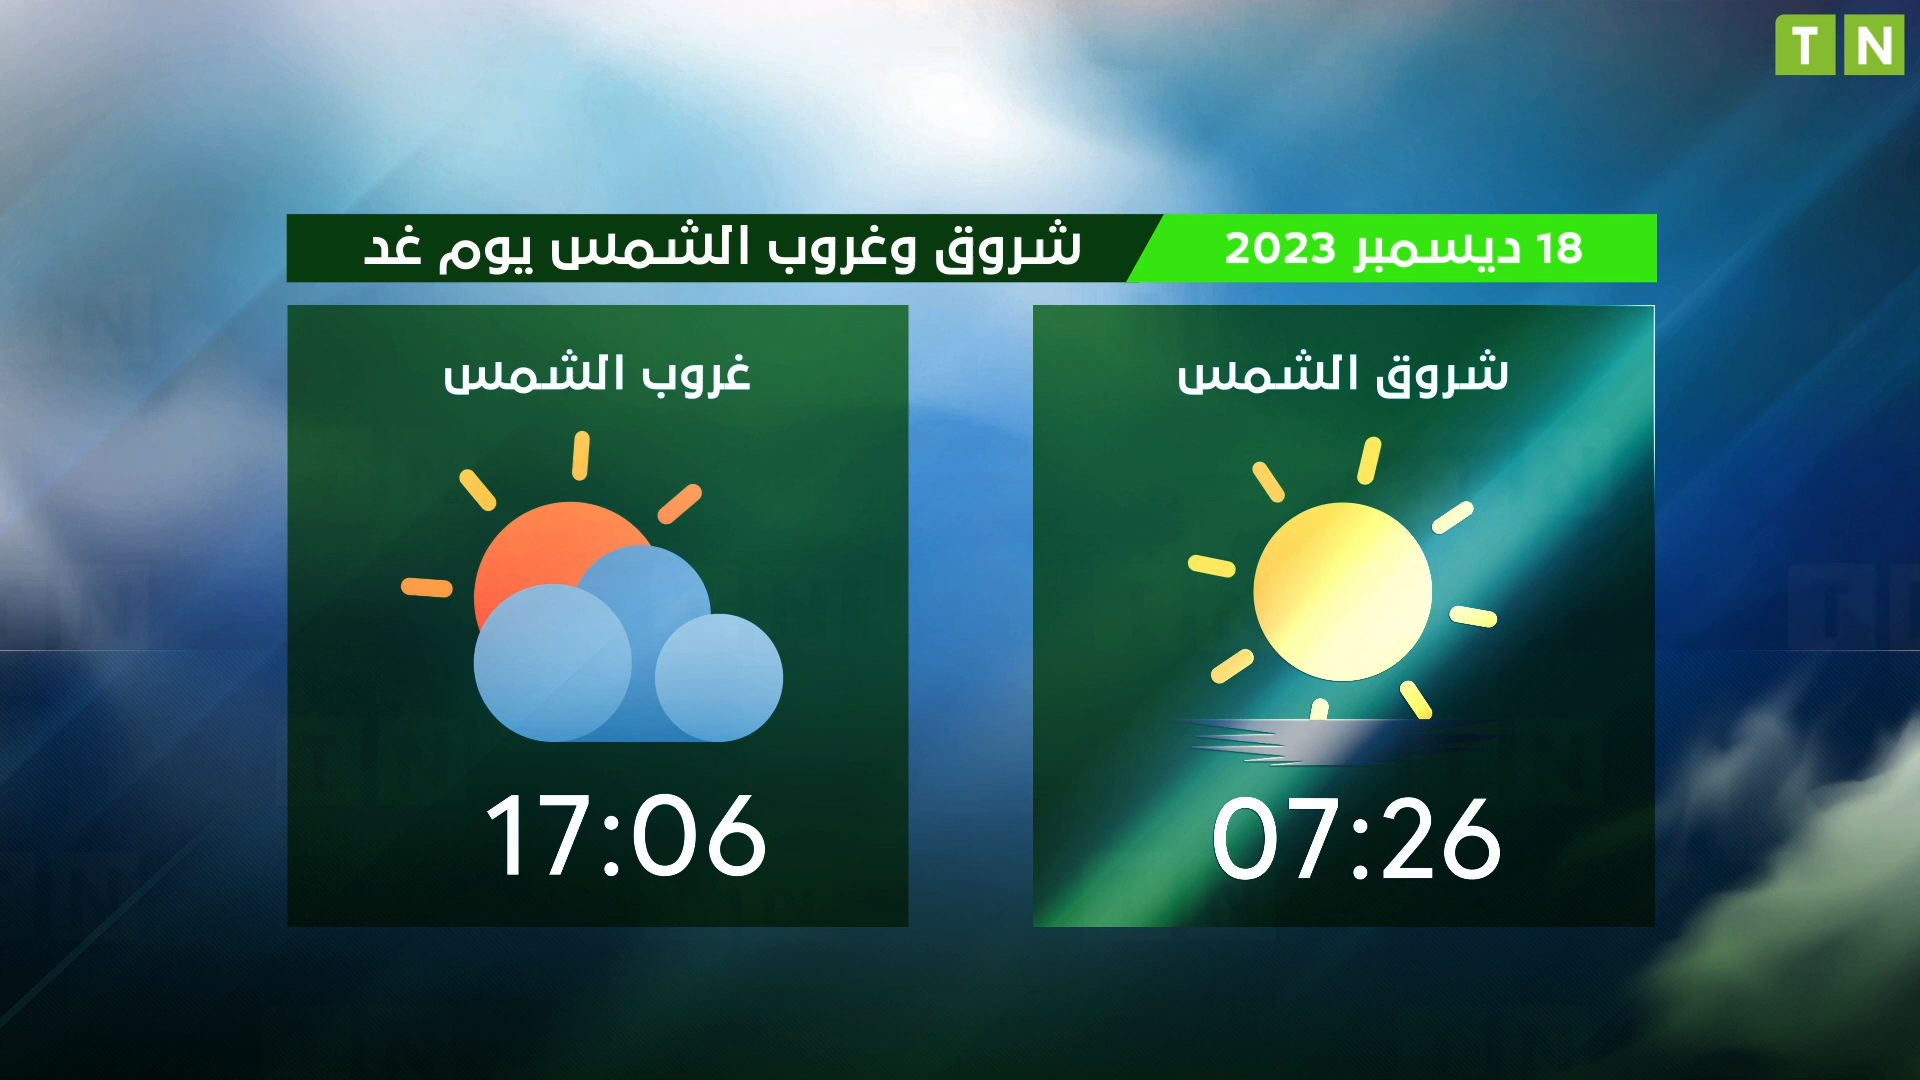 TN
18 ديسمبر 2023
شروق وغروب الشمس يوم غد
شروق الشمس
07:26
غروب الشمس
17:06